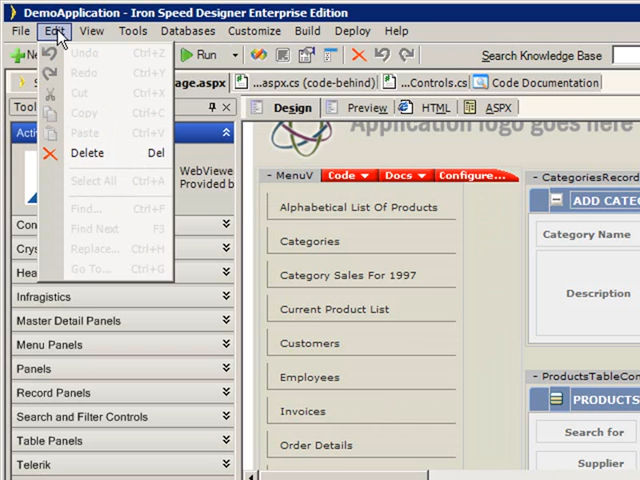 DemoApplication - Iron Speed Designer Enterprise Edition
File Edit View Tools Databases Customize Build Deploy Help
Run Search Knowledge Base
age.aspx ...aspx.cs (code-behind) ...Controls.cs Code Documentation
Undo Ctrl+Z
Redo Ctrl+Y
Cut Ctrl+X
Copy Ctrl+C
Paste Ctrl+V
Delete Del
Select All Ctrl+A
Find... Ctrl+F
Find Next F3
Replace... Ctrl+H
Go To... Ctrl+G
Tool
WebViewer
Provided b
Infragistics
Master Detail Panels
Menu Panels
Panels
Record Panels
Search and Filter Controls
Table Panels
Telerik
Design Preview HTML ASPX
Application logo goes here
- MenuV Code Docs Configure...
Alphabetical List Of Products
Categories
Category Sales For 1997
Current Product List
Customers
Employees
Invoices
Order Details
- CategoriesRecord
ADD CATEG
Category Name
Description
- ProductsTableCon
PRODUCTS
Search for
Supplier